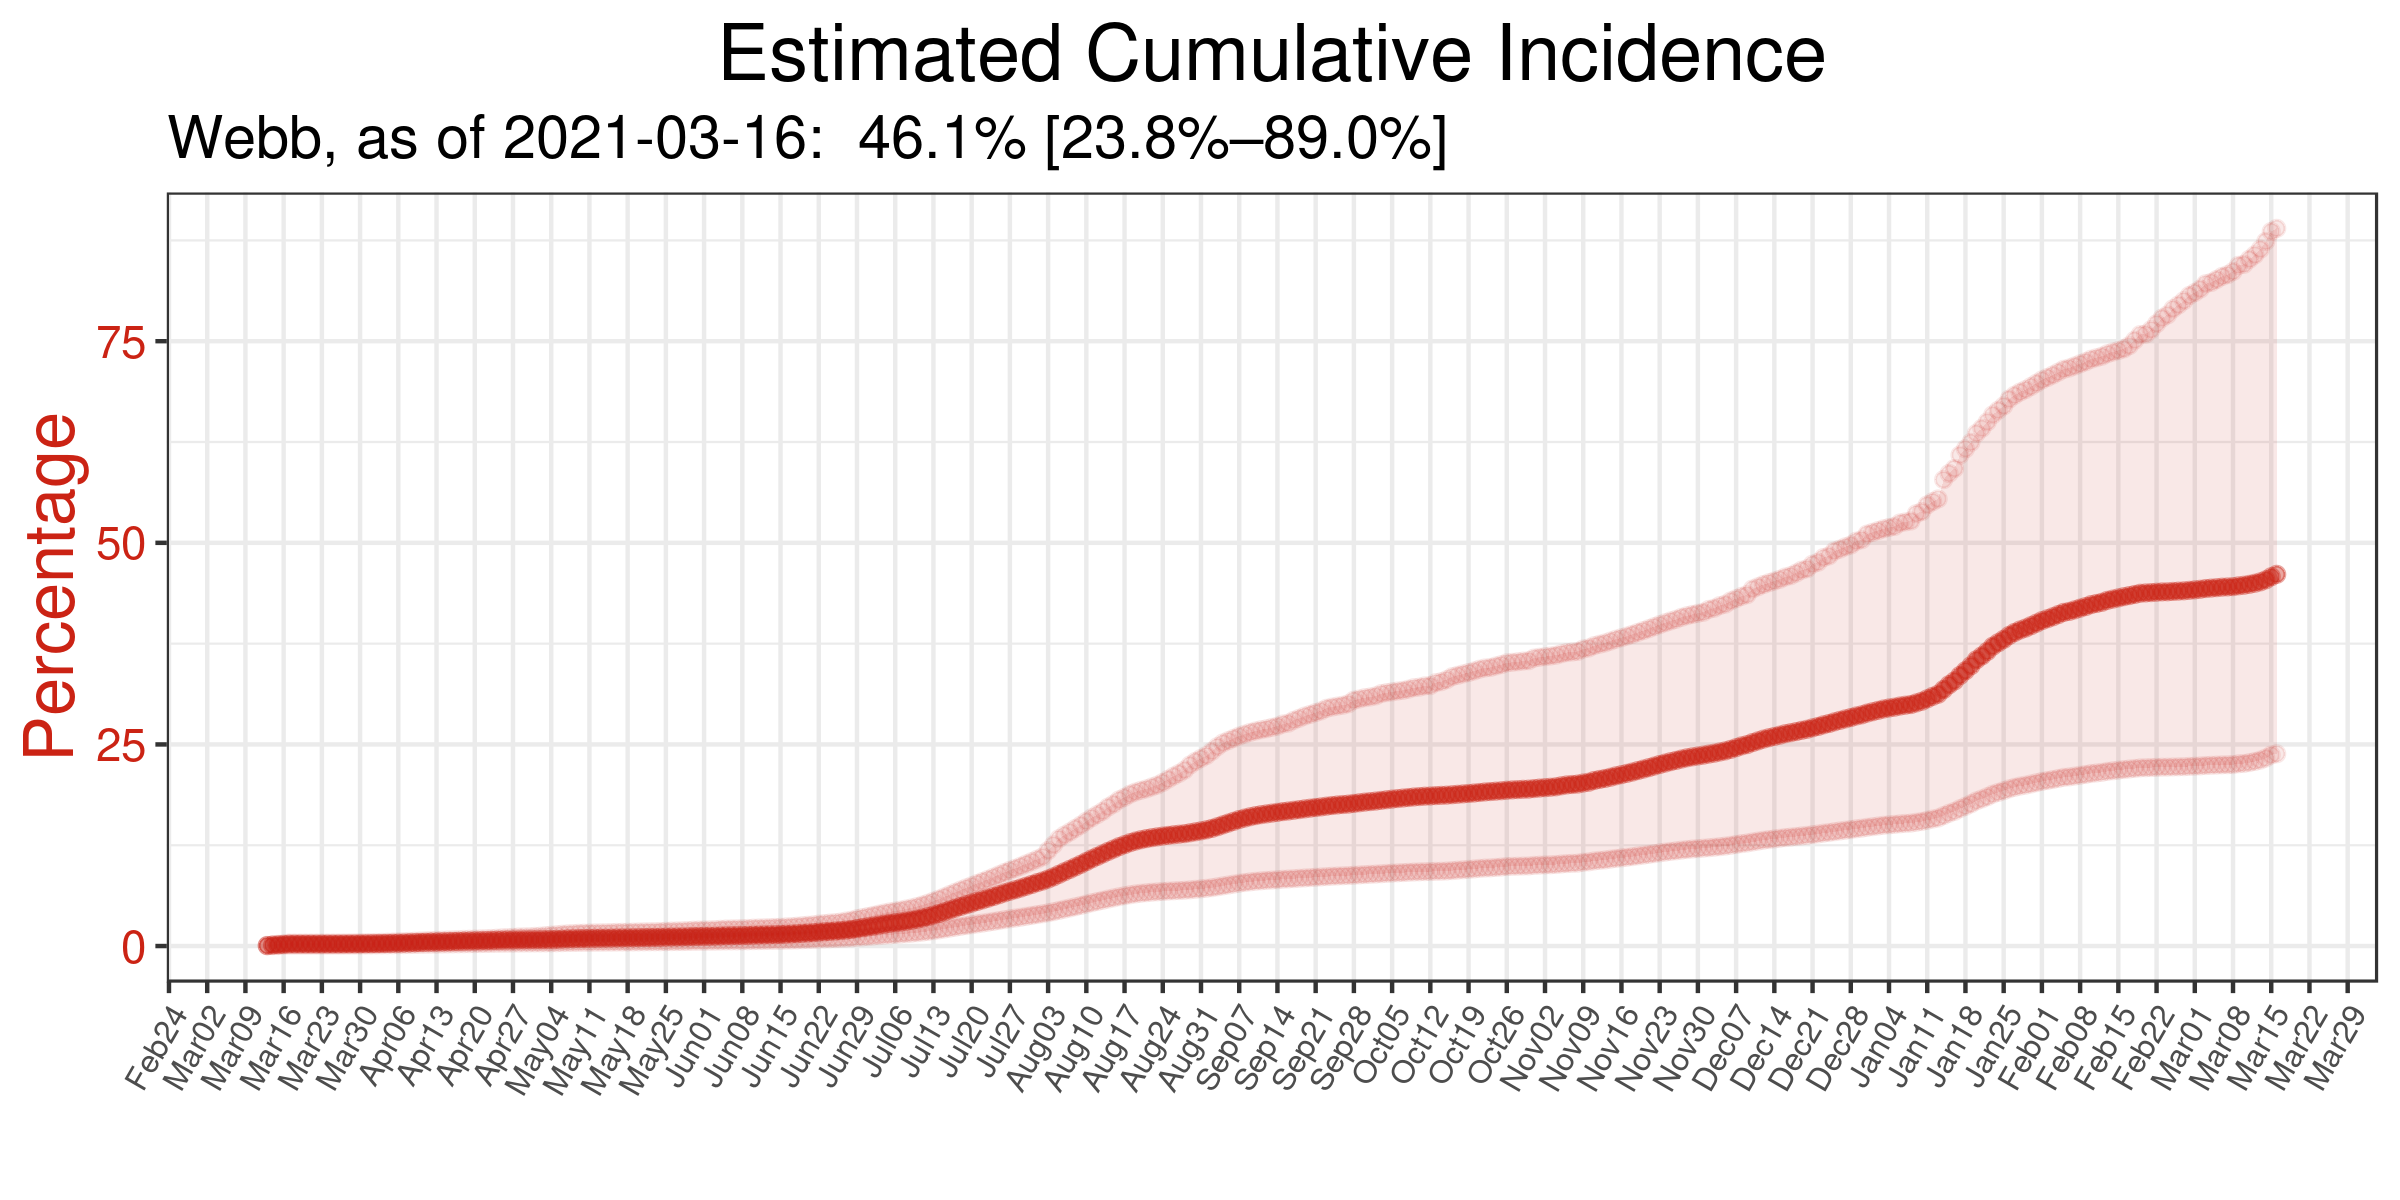 Estimated Cumulative Incidence
Webb, as of 2021-03-16:  46.1% [23.8%–89.0%]
Percentage
75
50
25
0
Feb24
Mar02
Mar09
Mar16
Mar23
Mar30
Apr06
Apr13
Apr20
Apr27
May04
May11
May18
May25
Jun01
Jun08
Jun15
Jun22
Jun29
Jul06
Jul13
Jul20
Jul27
Aug03
Aug10
Aug17
Aug24
Aug31
Sep07
Sep14
Sep21
Sep28
Oct05
Oct12
Oct19
Oct26
Nov02
Nov09
Nov16
Nov23
Nov30
Dec07
Dec14
Dec21
Dec28
Jan04
Jan11
Jan18
Jan25
Feb01
Feb08
Feb15
Feb22
Mar01
Mar08
Mar15
Mar22
Mar29